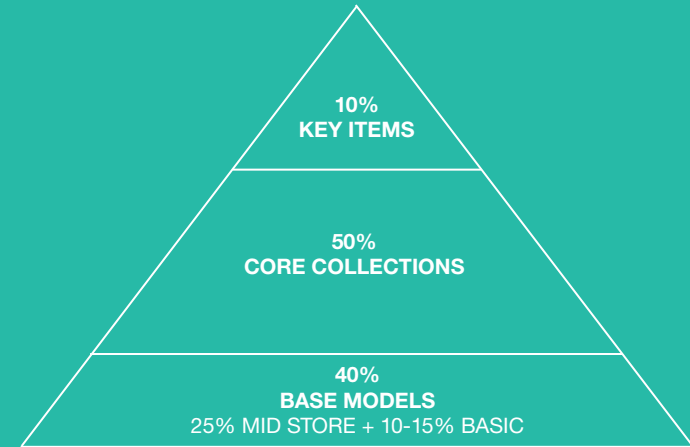 10%
KEY ITEMS
50%
CORE COLLECTIONS
40%
BASE MODELS
25% MID STORE + 10-15% BASIC